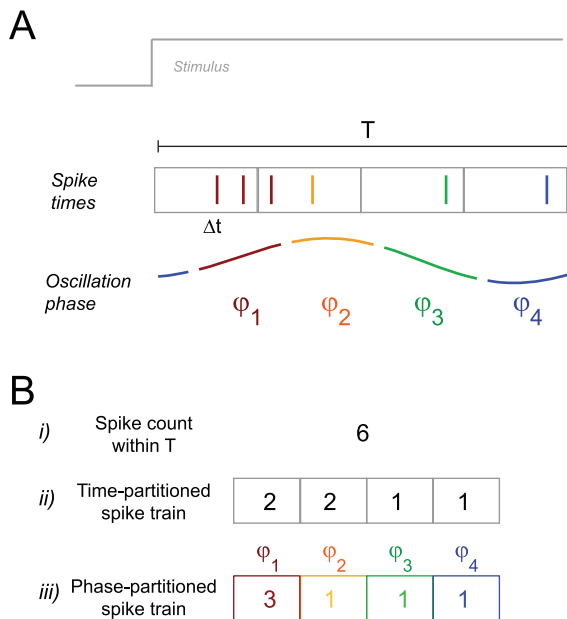 A
Stimulus
T
Spike
times
Δt
Oscillation
phase
φ1 φ2 φ3 φ4
B
i) Spike count
within T
6
ii) Time-partitioned
spike train
2 2 1 1
φ1 φ2 φ3 φ4
iii) Phase-partitioned
spike train
3 1 1 1